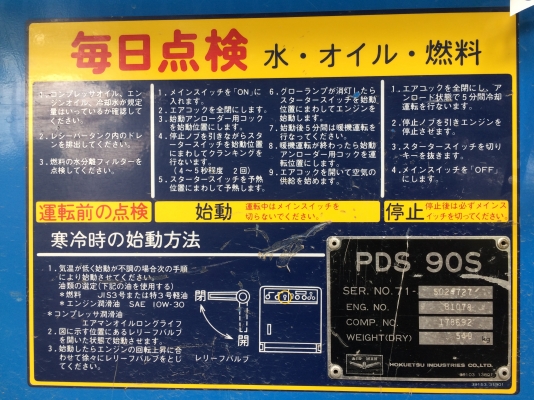 毎日点検 水・オイル・燃料
1.コンプレッサオイル、エン
ジンオイル、冷却水が規定
量はいっているか確認して
ください。
2.レシーバータンク内のドレ
ンを排出してください。
3.燃料の水分離フィルターを
点検してください。
1.メインスイッチを「ON」に
入れます。
2.エアコックを全閉にします。
3.始動アンローダー用コック
を始動位置にします。
4.停止ノブを引きながらスタ
ータースイッチを始動位置
にまわしてクランキングを
行ないます。
(4〜5秒程度 2回)
5.スタータースイッチを予熱
位置にまわして予熱します。
6.グローランプが消灯したら
スタータースイッチを始動
位置にまわしてエンジンを
始動します。
7.始動後5分間は暖機運転を
行なってください。
8.暖機運転が終わったら始動
アンローダー用コックを運
転位置にします。
9.エアコックを開いて空気の
供給を始めます。
1.エアコックを全閉にし、ア
ンロード状態で5分間冷却
運転を行ないます。
2.停止ノブを引きエンジンを
停止させます。
3.スタータースイッチを切り
キーを抜きます。
4.メインスイッチを「OFF」
にします。
運転前の点検
始動 運転中はメインスイッチを
切らないでください。
停止 停止後は必ずメインス
イッチを切ってください。
寒冷時の始動方法
1.気温が低く始動が不調の場合次の手順
により始動させてください。
油類の選定(下記の油を使用する)
*燃料 JIS3号または特3号軽油
*エンジン潤滑油 SAE 10W-30
*コンプレッサ潤滑油
エアマンオイルロングライフ
2.図に示す位置にあるリリーフバルブ
を開いた状態で始動させます。
3.始動したらエンジンの回転上昇に合
わせて徐々にリリーフバルブをとじ
てください。
閉
開
レリーフバルブ
PDS 90S
SER. NO. 71-
ENG. NO.
COMP. NO. 178692
WEIGHT(DRY) 540 kg
AIR MAN
HOKUETSU INDUSTRIES CO., LTD.